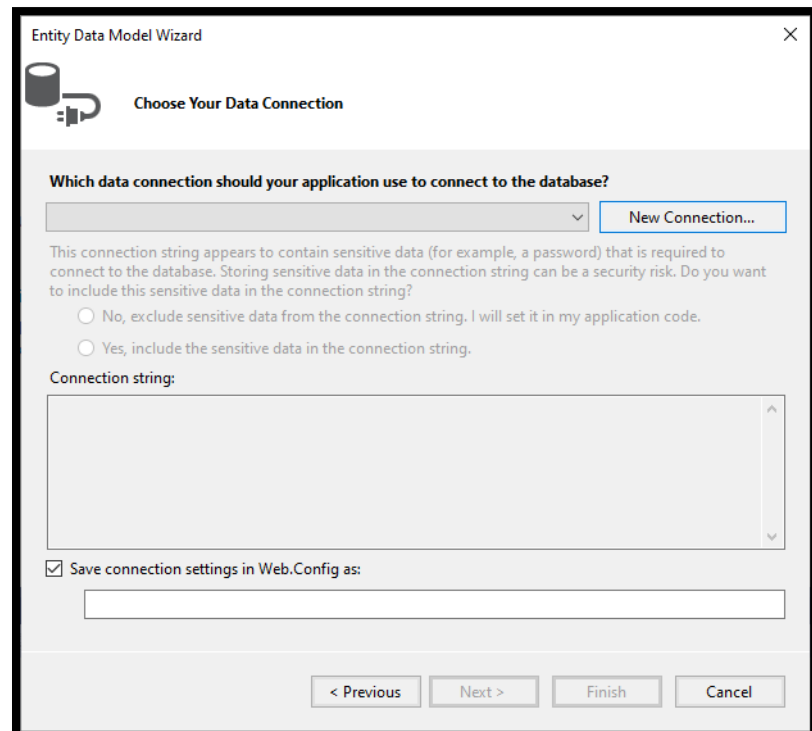 Entity Data Model Wizard
Choose Your Data Connection
Which data connection should your application use to connect to the database?
New Connection...
This connection string appears to contain sensitive data (for example, a password) that is required to
connect to the database. Storing sensitive data in the connection string can be a security risk. Do you want
to include this sensitive data in the connection string?
No, exclude sensitive data from the connection string. I will set it in my application code.
Yes, include the sensitive data in the connection string.
Connection string:
Save connection settings in Web.Config as:
< Previous
Next >
Finish
Cancel